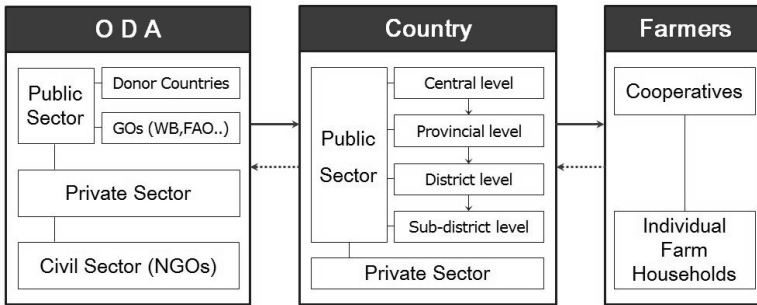 O D A
Public
Sector
Donor Countries
GOs (WB,FAO..)
Private Sector
Civil Sector (NGOs)
Country
Public
Sector
Central level
Provincial level
District level
Sub-district level
Private Sector
Farmers
Cooperatives
Individual
Farm
Households